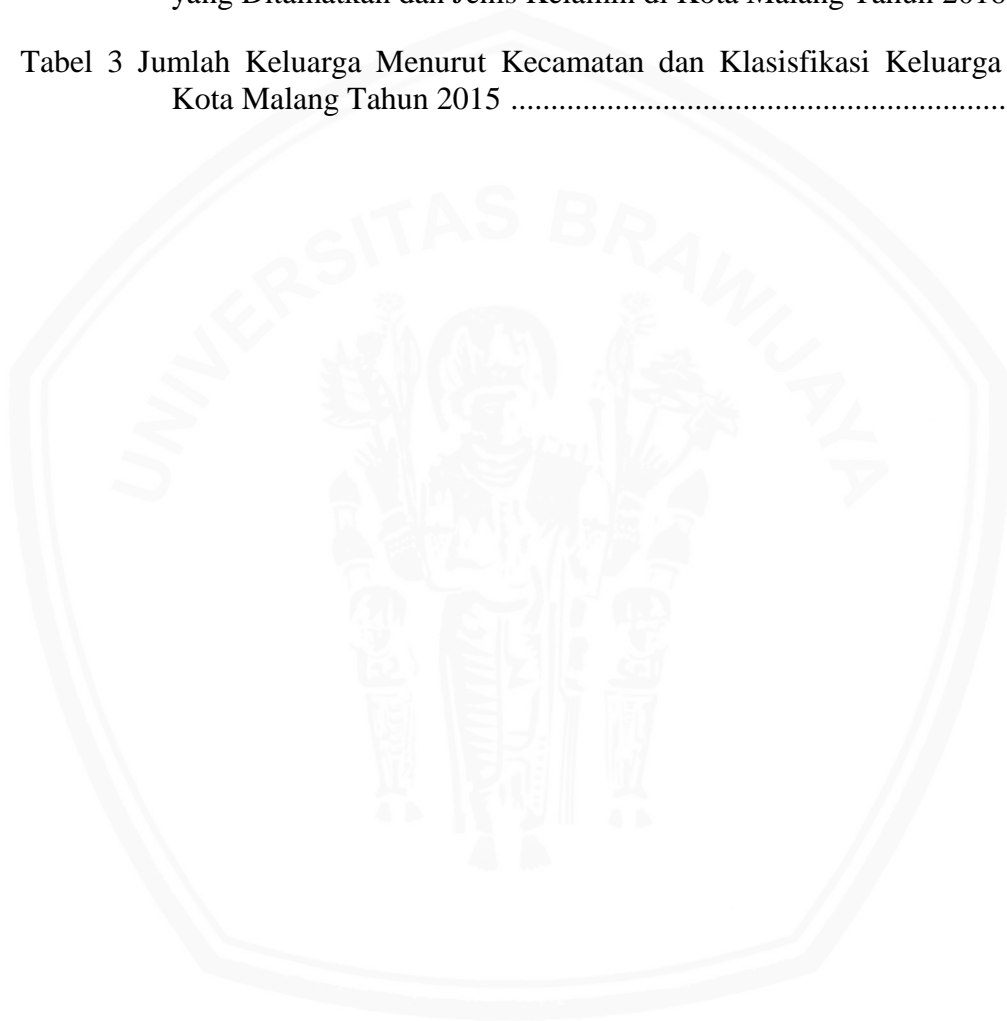 yang Ditamatkan dan Jenis Kelamin di Kota Malang Tahun 2016
Tabel 3 Jumlah Keluarga Menurut Kecamatan dan Klasisfikasi Keluarga
Kota Malang Tahun 2015 ...............................................................
UNIVERSITAS BRAWIJAYA